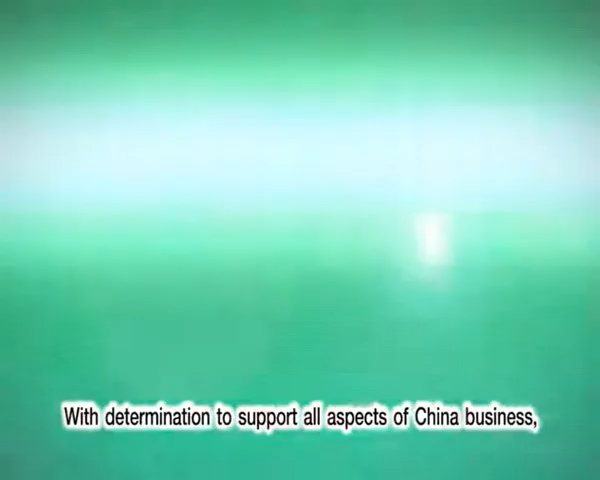 With determination to support all aspects of China business,